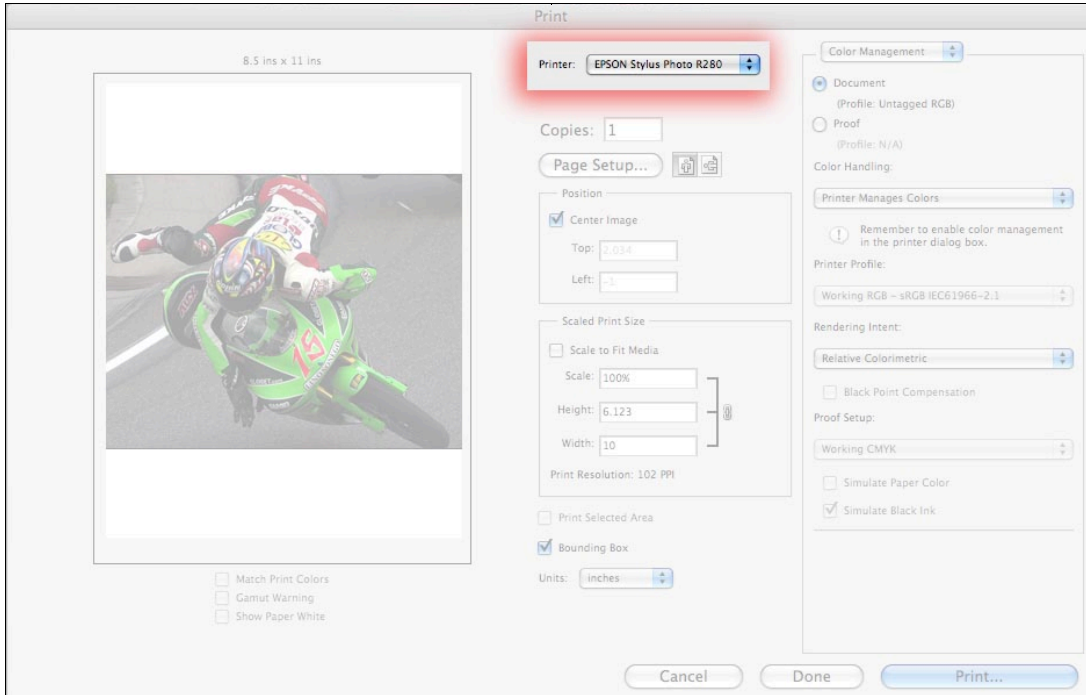 Print
8.5 ins x 11 ins
15
Match Print Colors
Gamut Warning
Show Paper White
Printer: EPSON Stylus Photo R280
Copies: 1
Page Setup...
Position
Center Image
Top: 2.034
Left: -1
Scaled Print Size
Scale to Fit Media
Scale: 100%
Height: 6.123
Width: 10
Print Resolution: 102 PPI
Print Selected Area
Bounding Box
Units: inches
Color Management
Document
(Profile: Untagged RGB)
Proof
(Profile: N/A)
Color Handling:
Printer Manages Colors
Remember to enable color management
in the printer dialog box.
Printer Profile:
Working RGB - sRGB IEC61966-2.1
Rendering Intent:
Relative Colorimetric
Black Point Compensation
Proof Setup:
Working CMYK
Simulate Paper Color
Simulate Black Ink
Cancel
Done
Print...